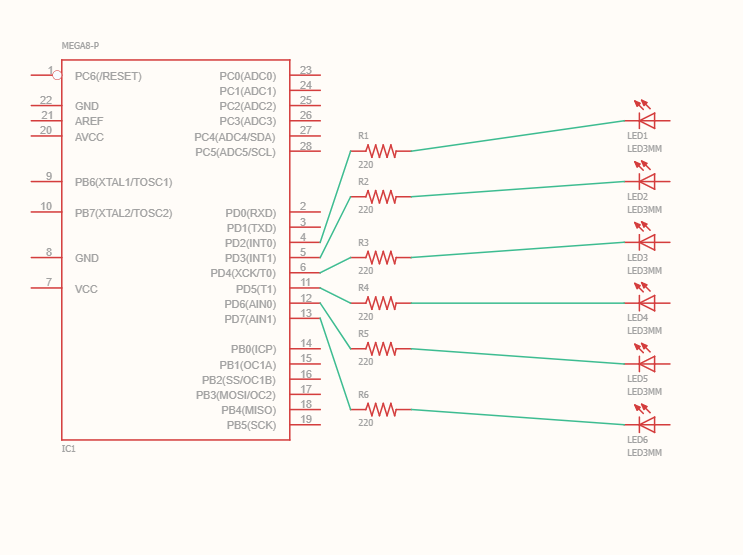 MEGA8-P
1 PC6(/RESET) PC0(ADC0) 23
PC1(ADC1) 24
22 GND PC2(ADC2) 25
21 AREF PC3(ADC3) 26
20 AVCC PC4(ADC4/SDA) 27
PC5(ADC5/SCL) 28
9 PB6(XTAL1/TOSC1)
10 PB7(XTAL2/TOSC2) PD0(RXD) 2
PD1(TXD) 3
PD2(INT0) 4
8 GND PD3(INT1) 5
PD4(XCK/T0) 6
7 VCC PD5(T1) 11
PD6(AIN0) 12
PD7(AIN1) 13
PB0(ICP) 14
PB1(OC1A) 15
PB2(SS/OC1B) 16
PB3(MOSI/OC2) 17
PB4(MISO) 18
PB5(SCK) 19
IC1
R1
220
R2
220
R3
220
R4
220
R5
220
R6
220
LED1
LED3MM
LED2
LED3MM
LED3
LED3MM
LED4
LED3MM
LED5
LED3MM
LED6
LED3MM